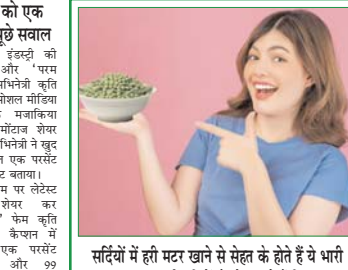 को एक
पूछे सवाल
इंडस्ट्री की
और 'परम
अभिनेत्री कृति
सोशल मीडिया
मजाकिया
मोंटाज शेयर
अभिनेत्री ने खुद
एक परसेंट
बताया।
म पर लेटेस्ट
शेयर कर
फेम कृति
कैप्शन में
एक परसेंट
और 99
सर्दियों में हरी मटर खाने से सेहत के होते हैं ये भारी